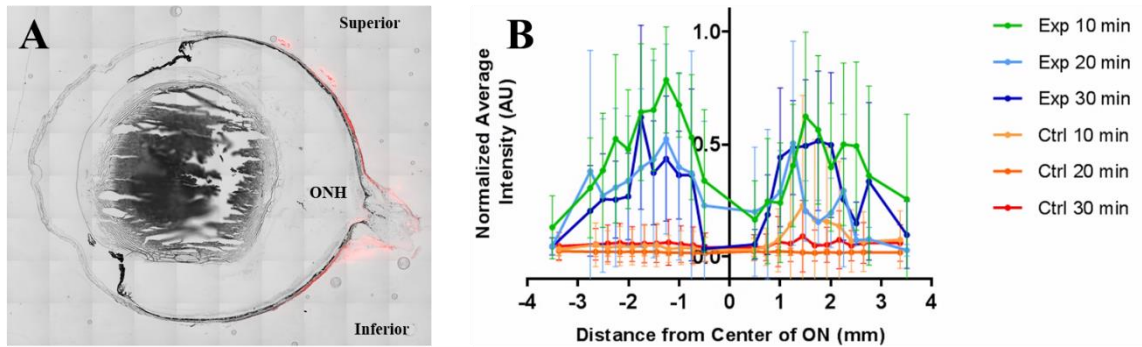 A
Superior
ONH
Inferior
B
Normalized Average
Intensity (AU)
1.0
0.5
0.0
-4
-3
-2
-1
0
1
2
3
4
Distance from Center of ON (mm)
Exp 10 min
Exp 20 min
Exp 30 min
Ctrl 10 min
Ctrl 20 min
Ctrl 30 min